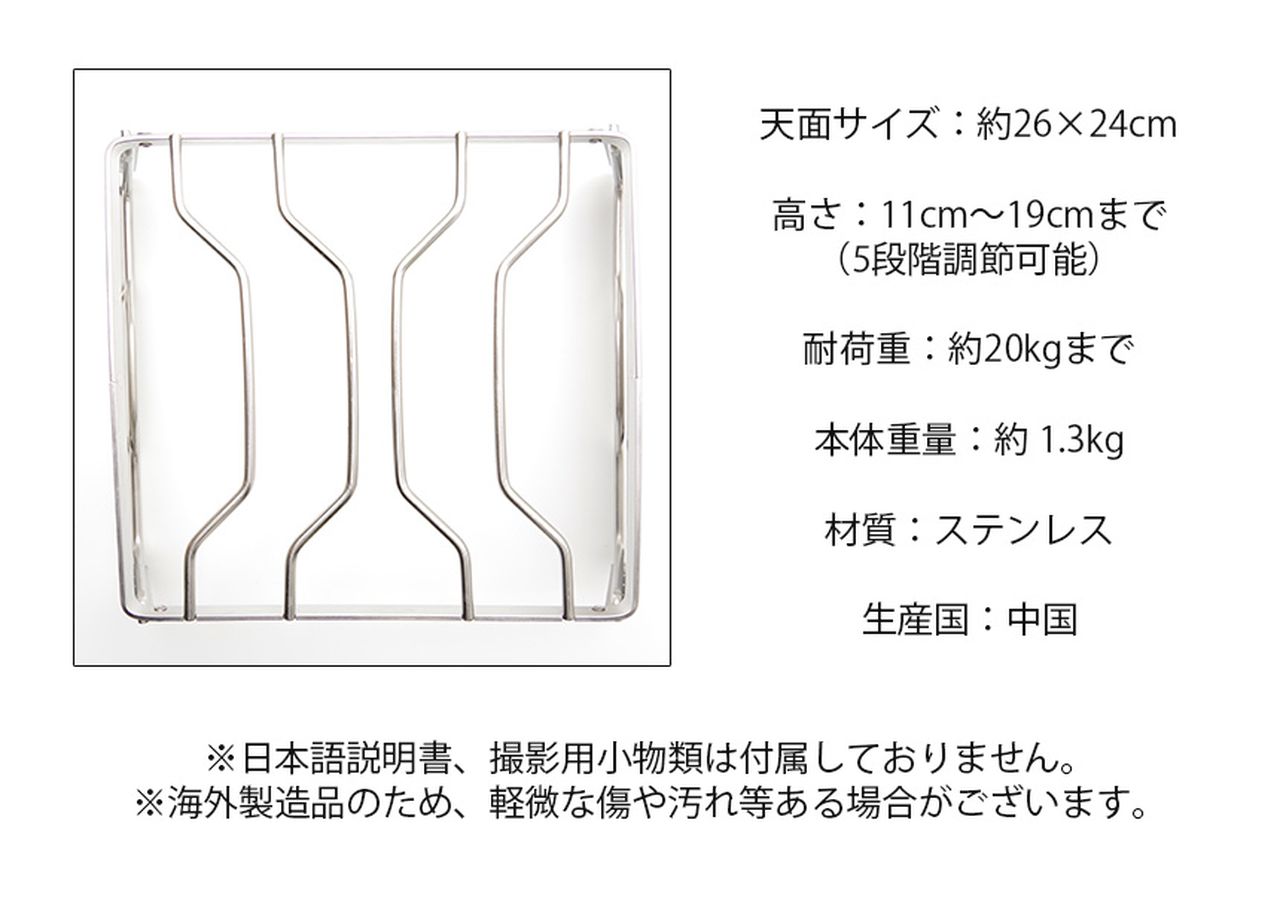 天面サイズ：約26×24cm
高さ：11cm〜19cmまで
（5段階調節可能）
耐荷重：約20kgまで
本体重量：約 1.3kg
材質：ステンレス
生産国：中国
※日本語説明書、撮影用小物類は付属しておりません。
※海外製造品のため、軽微な傷や汚れ等ある場合がございます。